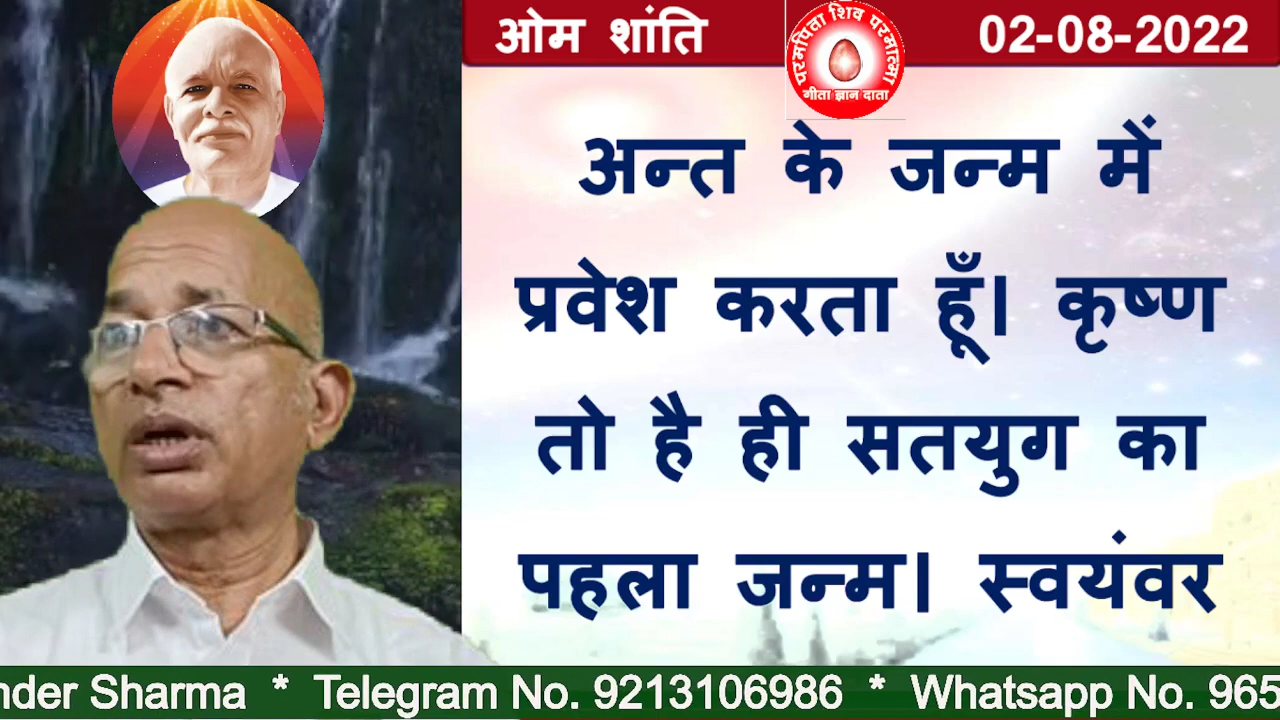 ओम शांति
02-08-2022
परमपिता शिव परमात्मा
गीता ज्ञान दाता
अन्त के जन्म में
प्रवेश करता हूँ। कृष्ण
तो है ही सतयुग का
पहला जन्म। स्वयंवर
nder Sharma * Telegram No. 9213106986 * Whatsapp No. 965